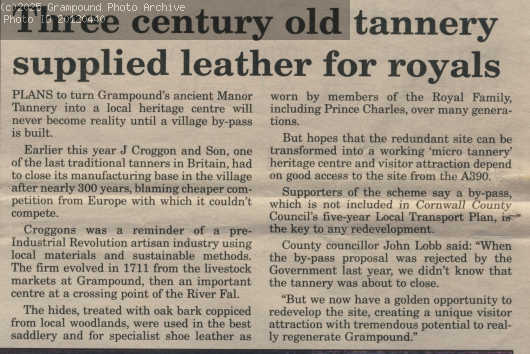 (c)2025 Grampound Photo Archive
Photo ID 20120440
Three century old tannery
supplied leather for royals
PLANS to turn Grampound's ancient Manor
Tannery into a local heritage centre will
never become reality until a village by-pass
is built.
Earlier this year J Croggon and Son, one
of the last traditional tanners in Britain, had
to close its manufacturing base in the village
after nearly 300 years, blaming cheaper com-
petition from Europe with which it couldn't
compete.
Croggons was a reminder of a pre-
Industrial Revolution artisan industry using
local materials and sustainable methods.
The firm evolved in 1711 from the livestock
markets at Grampound, then an important
centre at a crossing point of the River Fal.
The hides, treated with oak bark coppiced
from local woodlands, were used in the best
saddlery and for specialist shoe leather as
worn by members of the Royal Family,
including Prince Charles, over many genera-
tions.
But hopes that the redundant site can be
transformed into a working 'micro tannery'
heritage centre and visitor attraction depend
on good access to the site from the A390.
Supporters of the scheme say a by-pass,
which is not included in Cornwall County
Council's five-year Local Transport Plan, is
the key to any redevelopment.
County councillor John Lobb said: "When
the by-pass proposal was rejected by the
Government last year, we didn't know that
the tannery was about to close.
"But we now have a golden opportunity to
redevelop the site, creating a unique visitor
attraction with tremendous potential to real-
ly regenerate Grampound."